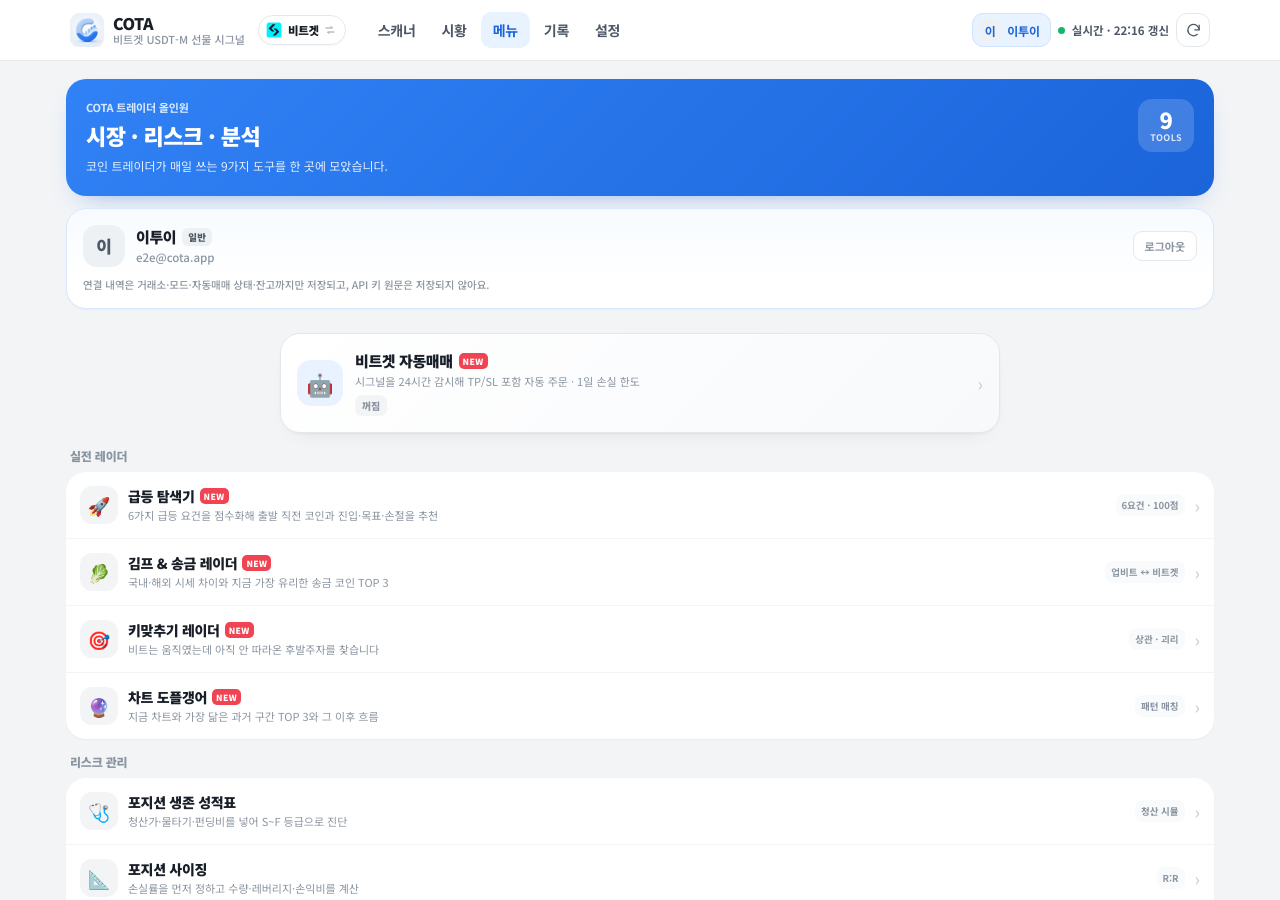 COTA
비트겟 USDT-M 선물 시그널
비트겟
스캐너
시황
메뉴
기록
설정
이 이투이
실시간 · 22:16 갱신
COTA 트레이더 올인원
시장 · 리스크 · 분석
코인 트레이더가 매일 쓰는 9가지 도구를 한 곳에 모았습니다.
9
TOOLS
이
이투이 일반
e2e@cota.app
로그아웃
연결 내역은 거래소·모드·자동매매 상태·잔고까지만 저장되고, API 키 원문은 저장되지 않아요.
비트겟 자동매매 NEW
시그널을 24시간 감시해 TP/SL 포함 자동 주문 · 1일 손실 한도
꺼짐
실전 레이더
급등 탐색기 NEW
6가지 급등 요건을 점수화해 출발 직전 코인과 진입·목표·손절을 추천
6요건 · 100점
김프 & 송금 레이더 NEW
국내·해외 시세 차이와 지금 가장 유리한 송금 코인 TOP 3
업비트 ↔ 비트겟
키맞추기 레이더 NEW
비트는 움직였는데 아직 안 따라온 후발주자를 찾습니다
상관 · 괴리
차트 도플갱어 NEW
지금 차트와 가장 닮은 과거 구간 TOP 3와 그 이후 흐름
패턴 매칭
리스크 관리
포지션 생존 성적표
청산가·물타기·펀딩비를 넣어 S~F 등급으로 진단
청산 시뮬
포지션 사이징
손실률을 먼저 정하고 수량·레버리지·손익비를 계산
R:R